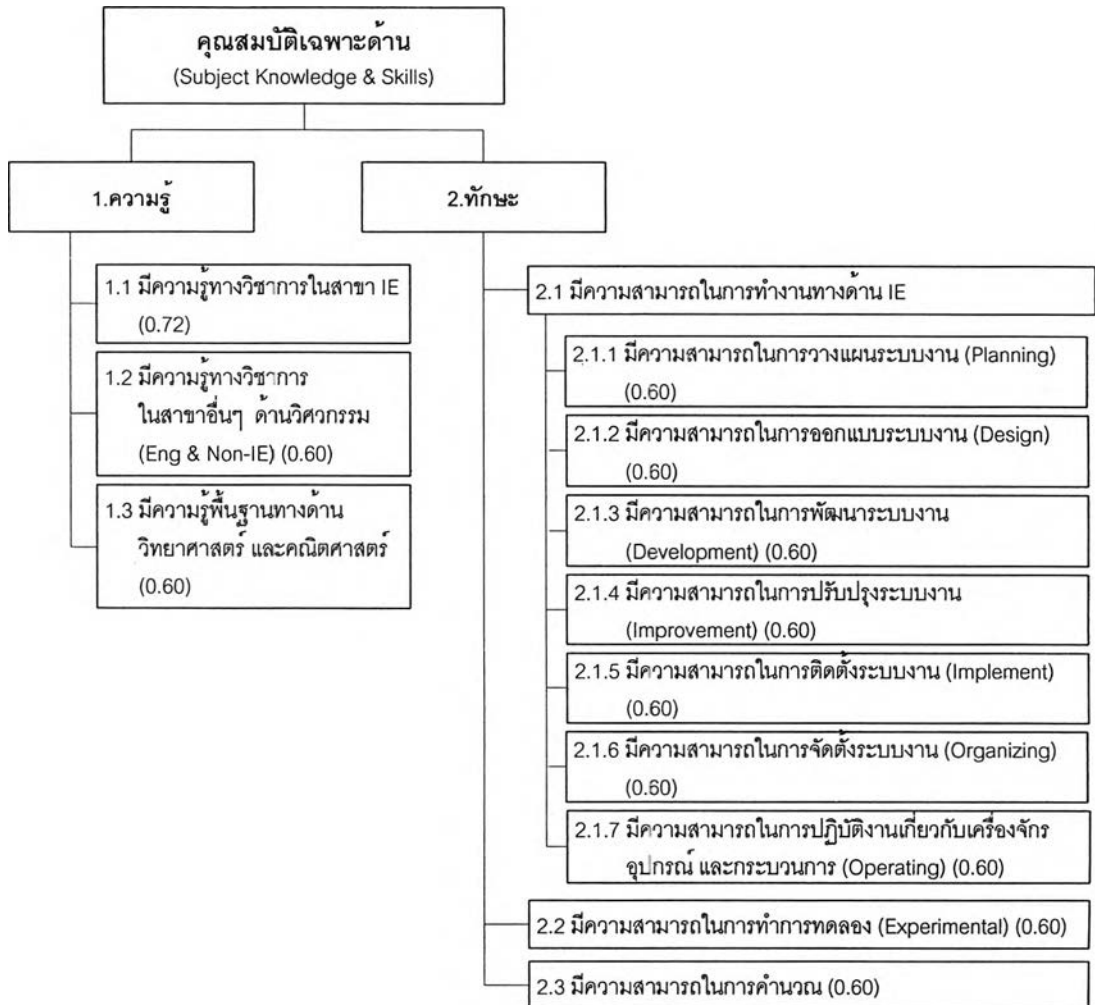 คุณสมบัติเฉพาะด้าน
(Subject Knowledge & Skills)
1.ความรู้
2.ทักษะ
1.1 มีความรู้ทางวิชาการในสาขา IE
(0.72)
1.2 มีความรู้ทางวิชาการ
ในสาขาอื่นๆ ด้านวิศวกรรม
(Eng & Non-IE) (0.60)
1.3 มีความรู้พื้นฐานทางด้าน
วิทยาศาสตร์ และคณิตศาสตร์
(0.60)
2.1 มีความสามารถในการทำงานทางด้าน IE
2.1.1 มีความสามารถในการวางแผนระบบงาน (Planning)
(0.60)
2.1.2 มีความสามารถในการออกแบบระบบงาน (Design)
(0.60)
2.1.3 มีความสามารถในการพัฒนาระบบงาน
(Development) (0.60)
2.1.4 มีความสามารถในการปรับปรุงระบบงาน
(Improvement) (0.60)
2.1.5 มีความสามารถในการติดตั้งระบบงาน (Implement)
(0.60)
2.1.6 มีความสามารถในการจัดตั้งระบบงาน (Organizing)
(0.60)
2.1.7 มีความสามารถในการปฏิบัติงานเกี่ยวกับเครื่องจักร
อุปกรณ์ และกระบวนการ (Operating) (0.60)
2.2 มีความสามารถในการทำการทดลอง (Experimental) (0.60)
2.3 มีความสามารถในการคำนวณ (0.60)